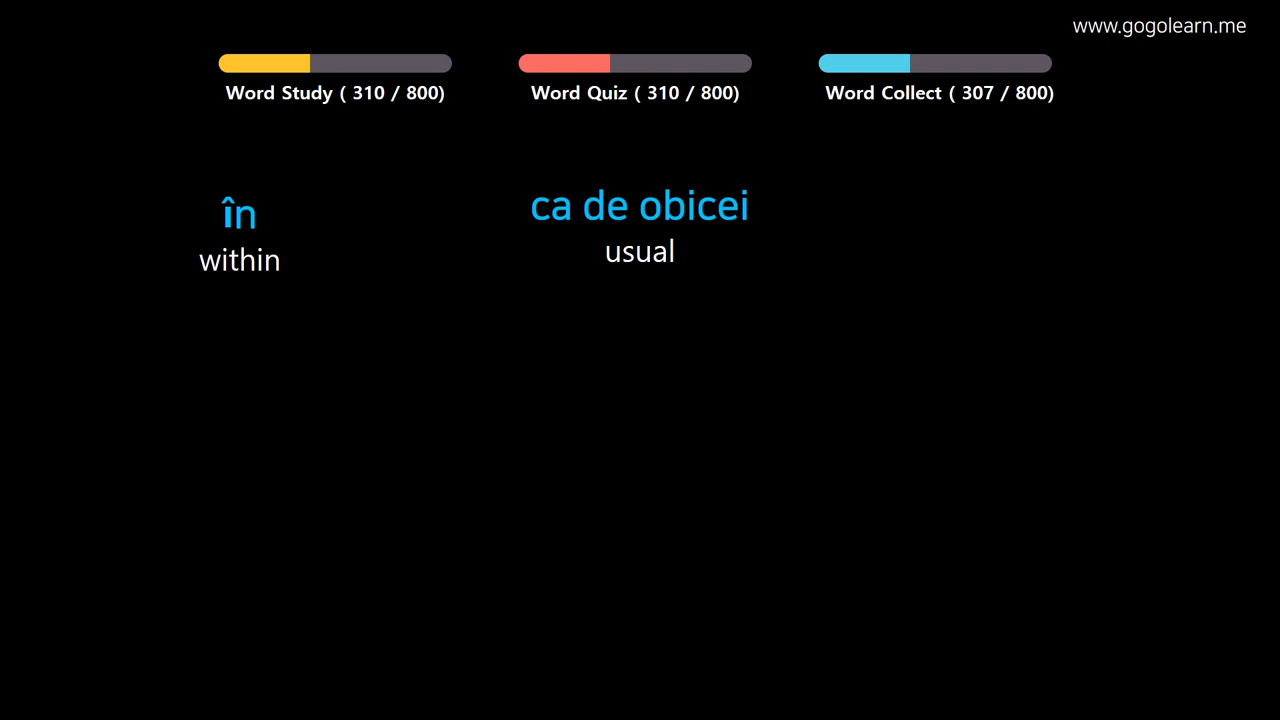 www.gogolearn.me
Word Study ( 310 / 800)
Word Quiz ( 310 / 800)
Word Collect ( 307 / 800)
în
within
ca de obicei
usual